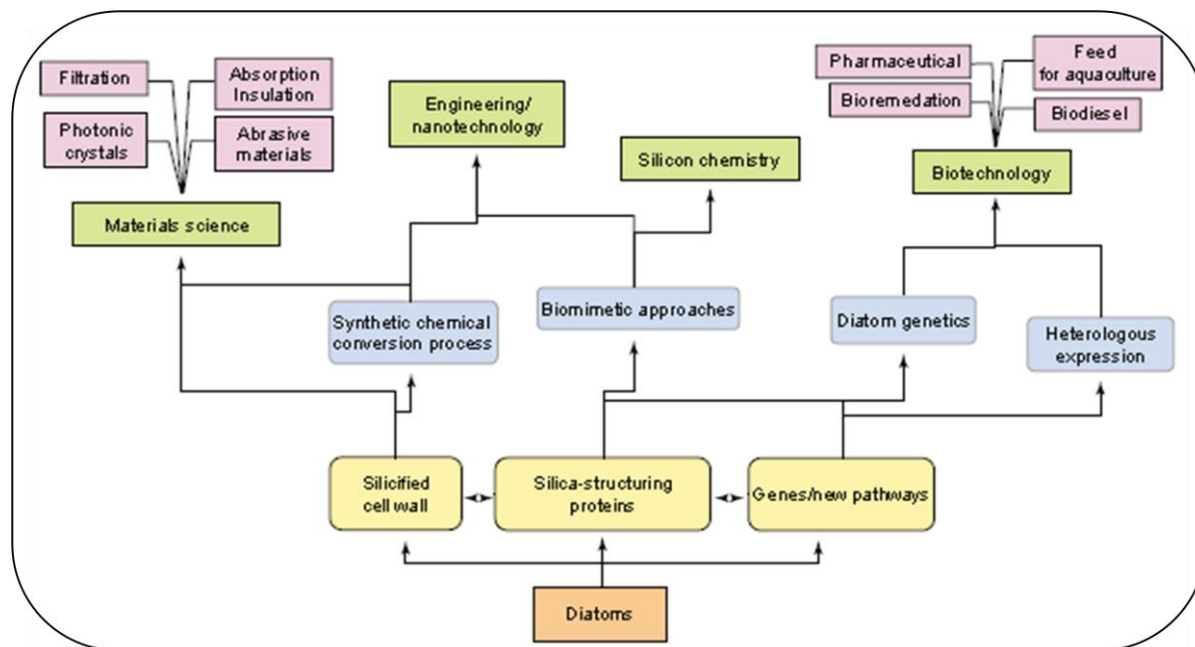 Filtration
Absorption
Insulation
Photonic
crystals
Abrasive
materials
Engineering/
nanotechnology
Silicon chemistry
Pharmaceutical
Feed
for aquaculture
Bioremedation
Biodiesel
Biotechnology
Materials science
Synthetic chemical
conversion process
Biomimetic approaches
Diatom genetics
Heterologous
expression
Silicified
cell wall
Silica-structuring
proteins
Genes/new pathways
Diatoms